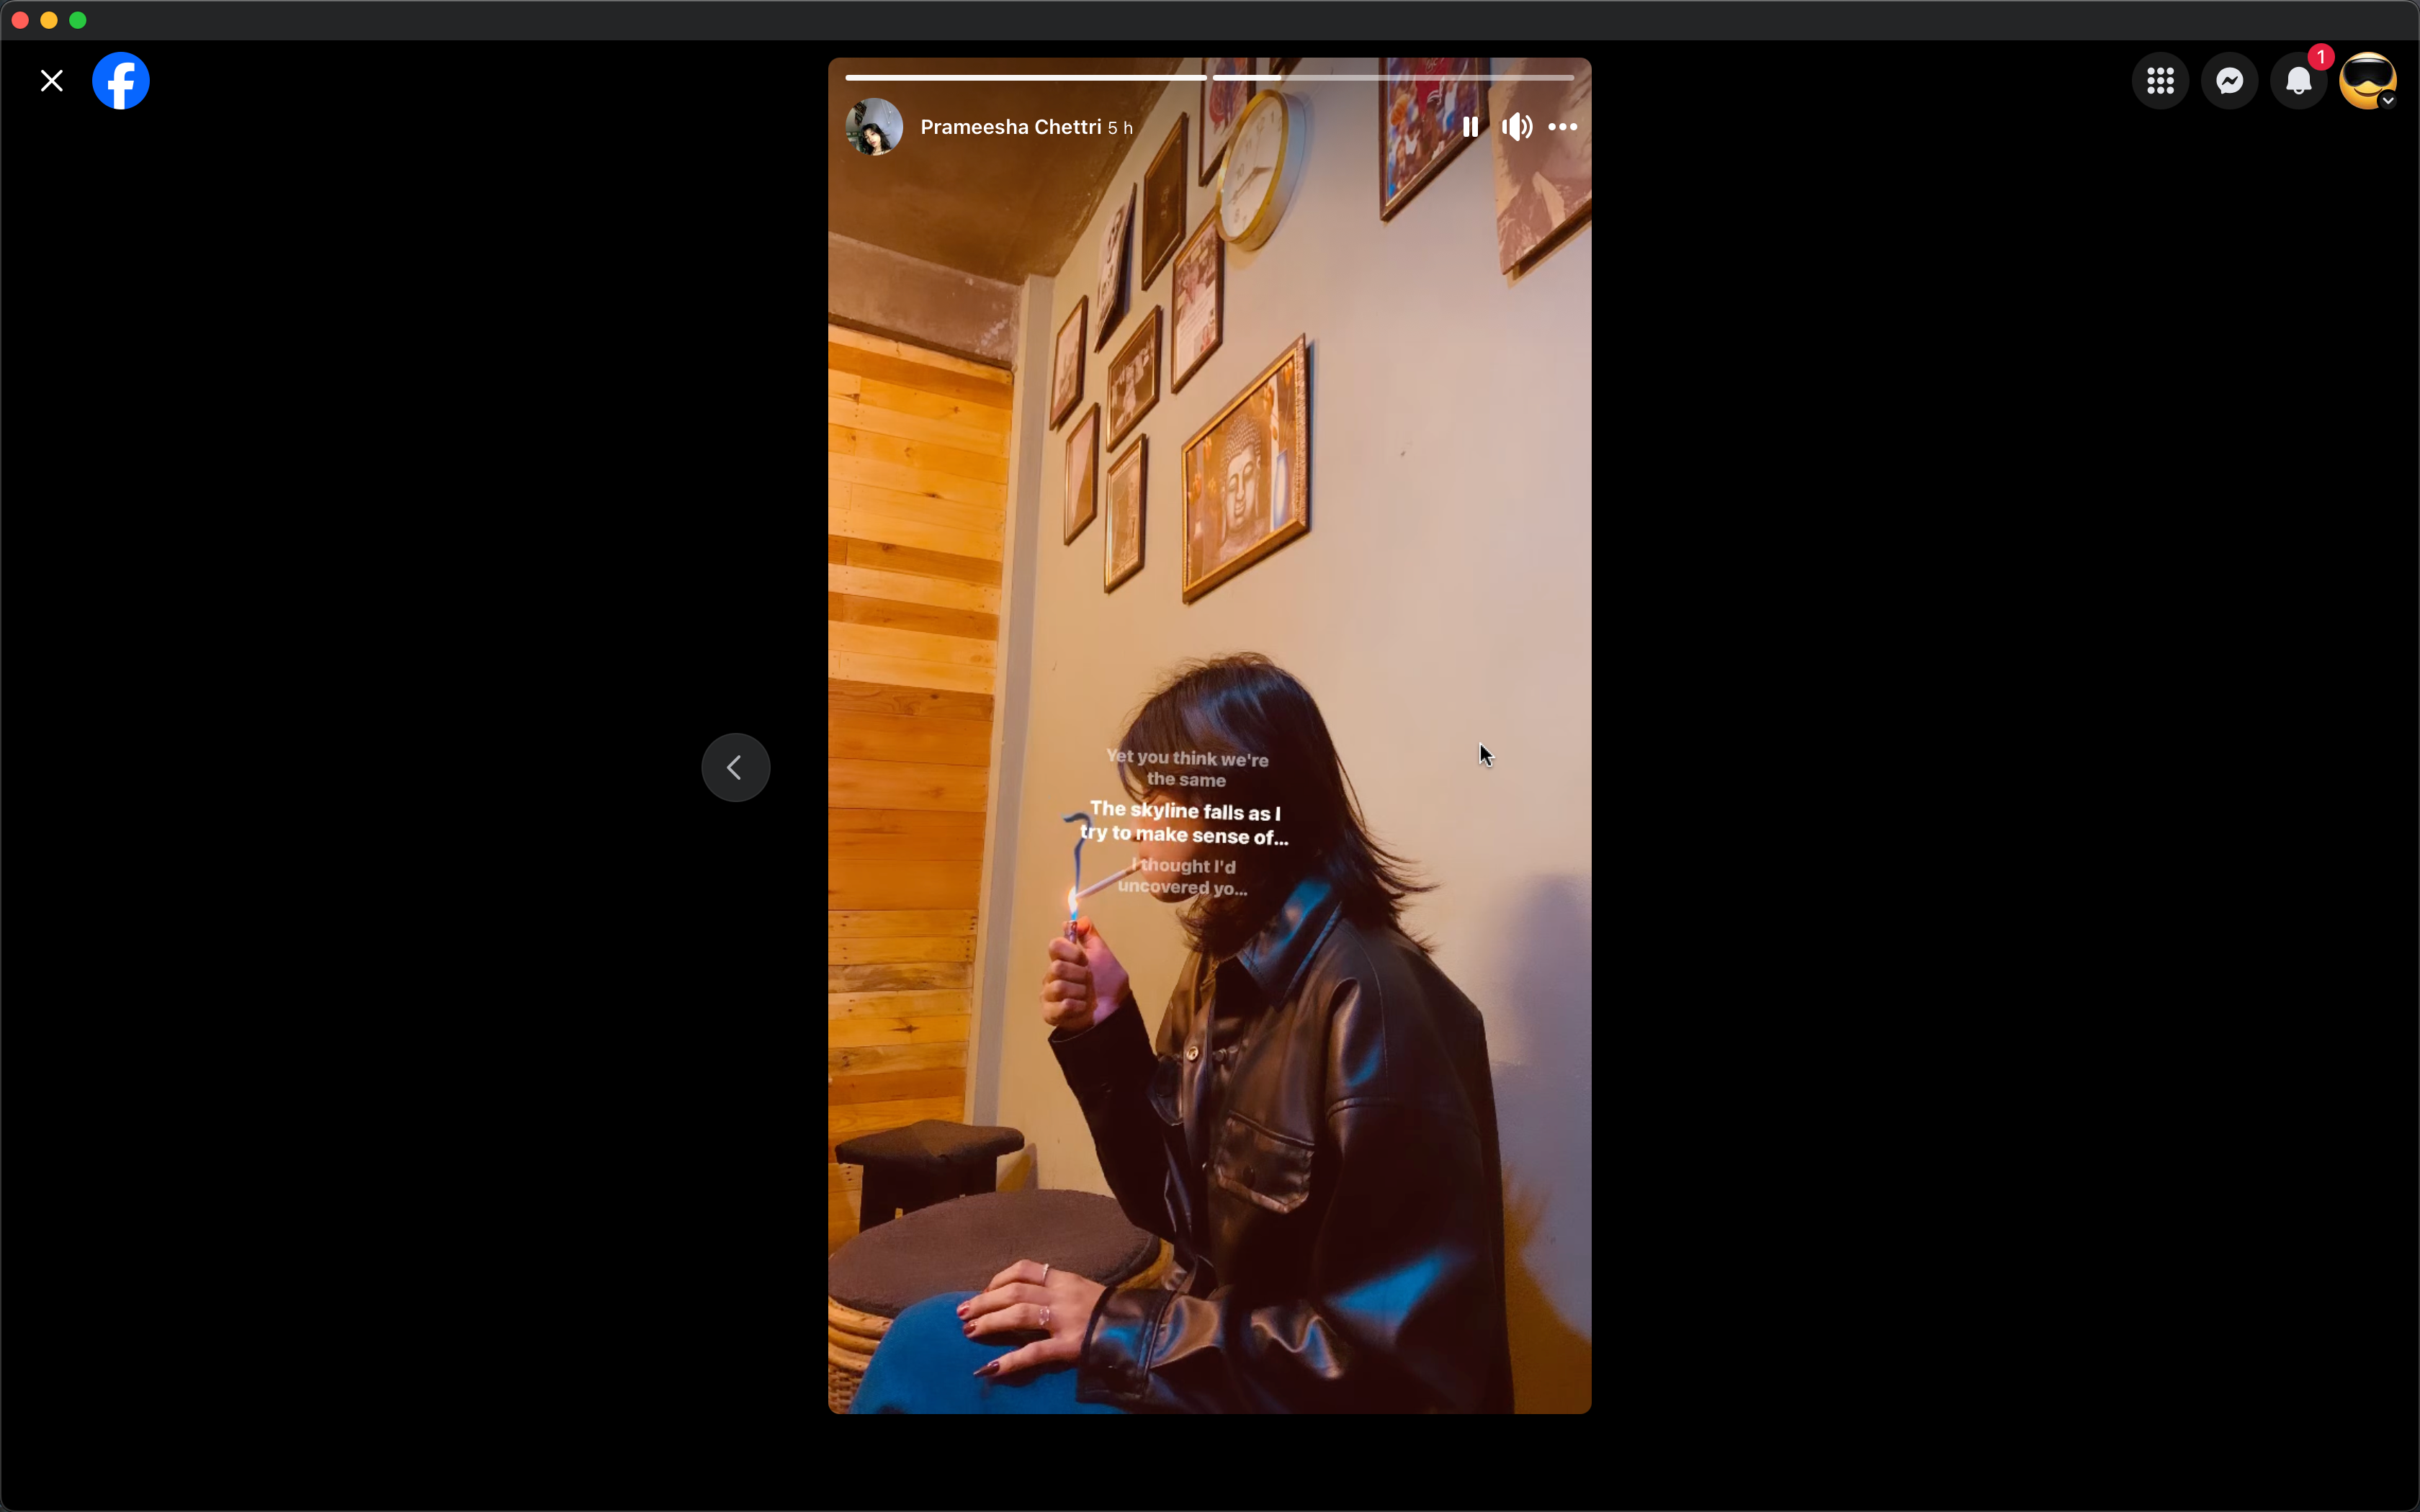 1
Prameesha Chettri 5 h
Yet you think we're
the same
The skyline falls as I
try to make sense of...
I thought I'd
uncovered yo...